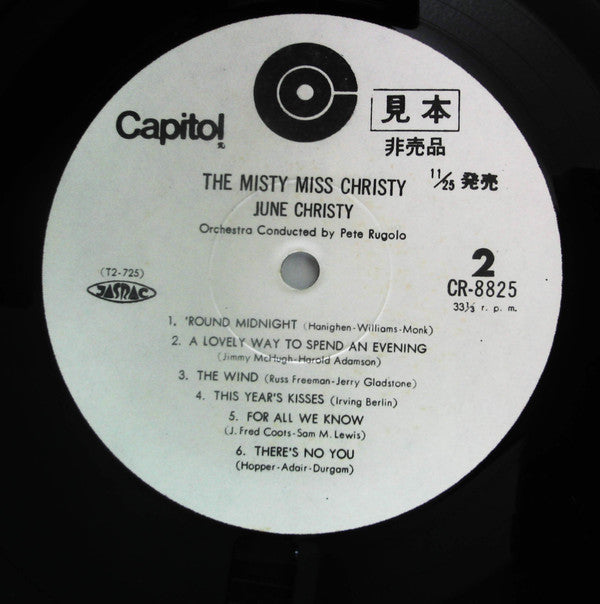 Capitol
見本
非売品
THE MISTY MISS CHRISTY
11/25 発売
JUNE CHRISTY
Orchestra Conducted by Pete Rugolo
(T2-725)
JASRAC
2
CR-8825
33⅓ r. p. m.
1. 'ROUND MIDNIGHT (Hanighen-Williams-Monk)
2. A LOVELY WAY TO SPEND AN EVENING
(Jimmy McHugh-Harold Adamson)
3. THE WIND (Russ Freeman-Jerry Gladstone)
4. THIS YEAR'S KISSES (Irving Berlin)
5. FOR ALL WE KNOW
(J. Fred Coots-Sam M. Lewis)
6. THERE'S NO YOU
(Hopper-Adair-Durgam)